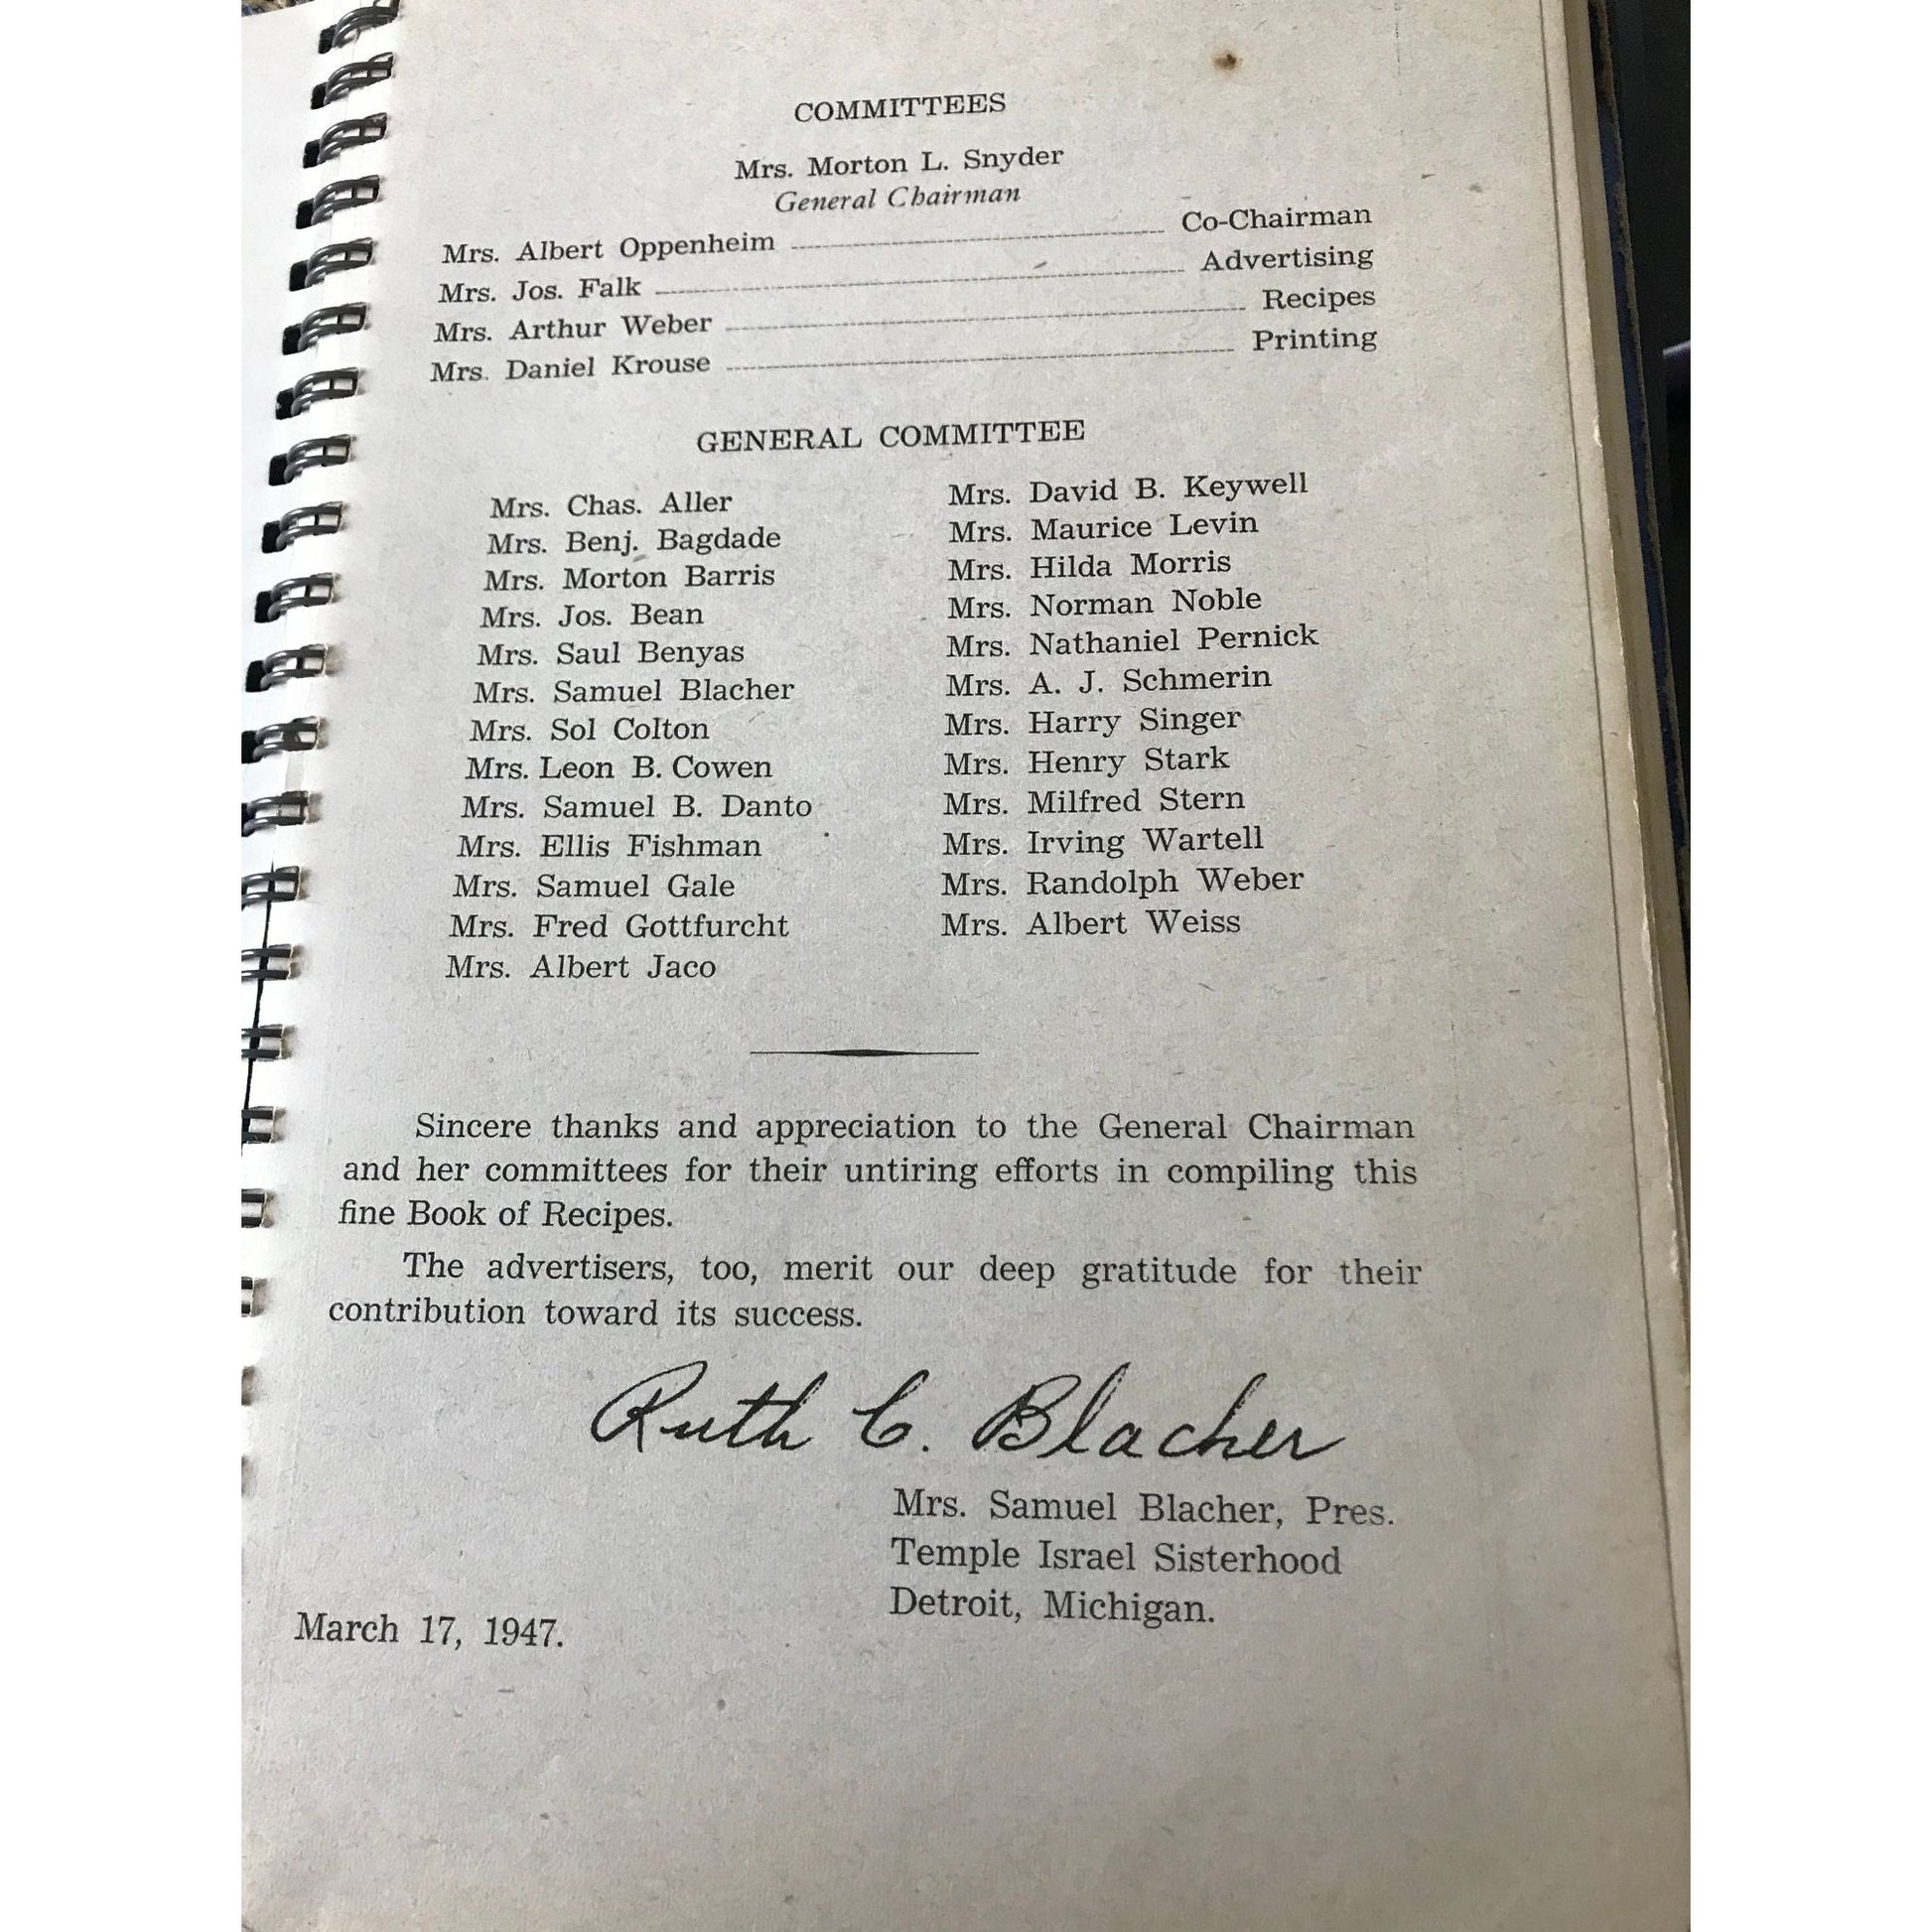 COMMITTEES
Mrs. Morton L. Snyder
General Chairman
Mrs. Albert Oppenheim Co-Chairman
Mrs. Jos. Falk Advertising
Mrs. Arthur Weber Recipes
Mrs. Daniel Krouse Printing
GENERAL COMMITTEE
Mrs. Chas. Aller
Mrs. Benj. Bagdade
Mrs. Morton Barris
Mrs. Jos. Bean
Mrs. Saul Benyas
Mrs. Samuel Blacher
Mrs. Sol Colton
Mrs. Leon B. Cowen
Mrs. Samuel B. Danto
Mrs. Ellis Fishman
Mrs. Samuel Gale
Mrs. Fred Gottfurcht
Mrs. Albert Jaco
Mrs. David B. Keywell
Mrs. Maurice Levin
Mrs. Hilda Morris
Mrs. Norman Noble
Mrs. Nathaniel Pernick
Mrs. A. J. Schmerin
Mrs. Harry Singer
Mrs. Henry Stark
Mrs. Milfred Stern
Mrs. Irving Wartell
Mrs. Randolph Weber
Mrs. Albert Weiss
Sincere thanks and appreciation to the General Chairman
and her committees for their untiring efforts in compiling this
fine Book of Recipes.
The advertisers, too, merit our deep gratitude for their
contribution toward its success.
Ruth C. Blacher
Mrs. Samuel Blacher, Pres.
Temple Israel Sisterhood
Detroit, Michigan.
March 17, 1947.